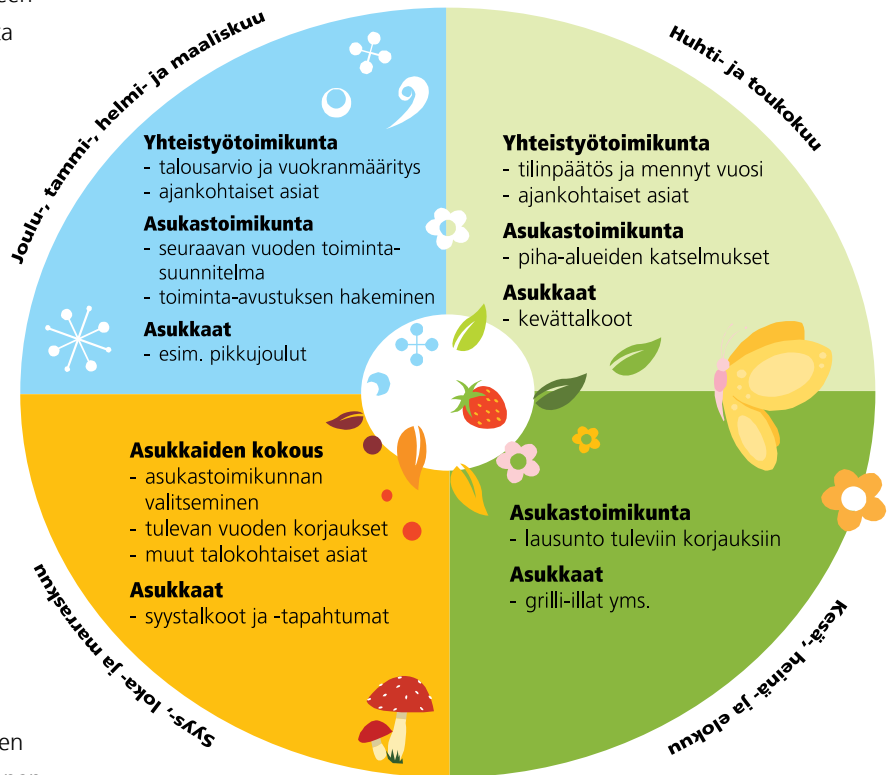 Joulu-, tammi-, helmi- ja maaliskuu
Yhteistyötoimikunta
- talousarvio ja vuokranmääritys
- ajankohtaiset asiat
Asukastoimikunta
- seuraavan vuoden toiminta-
suunnitelma
- toiminta-avustuksen hakeminen
Asukkaat
- esim. pikkujoulut
Huhti- ja toukokuu
Yhteistyötoimikunta
- tilinpäätös ja mennyt vuosi
- ajankohtaiset asiat
Asukastoimikunta
- piha-alueiden katselmukset
Asukkaat
- kevättalkoot
Kesä-, heinä- ja elokuu
Asukastoimikunta
- lausunto tuleviin korjauksiin
Asukkaat
- grilli-illat yms.
Syys-, loka- ja marraskuu
Asukkaiden kokous
- asukastoimikunnan
valitseminen
- tulevan vuoden korjaukset
- muut talokohtaiset asiat
Asukkaat
- syystalkoot ja -tapahtumat